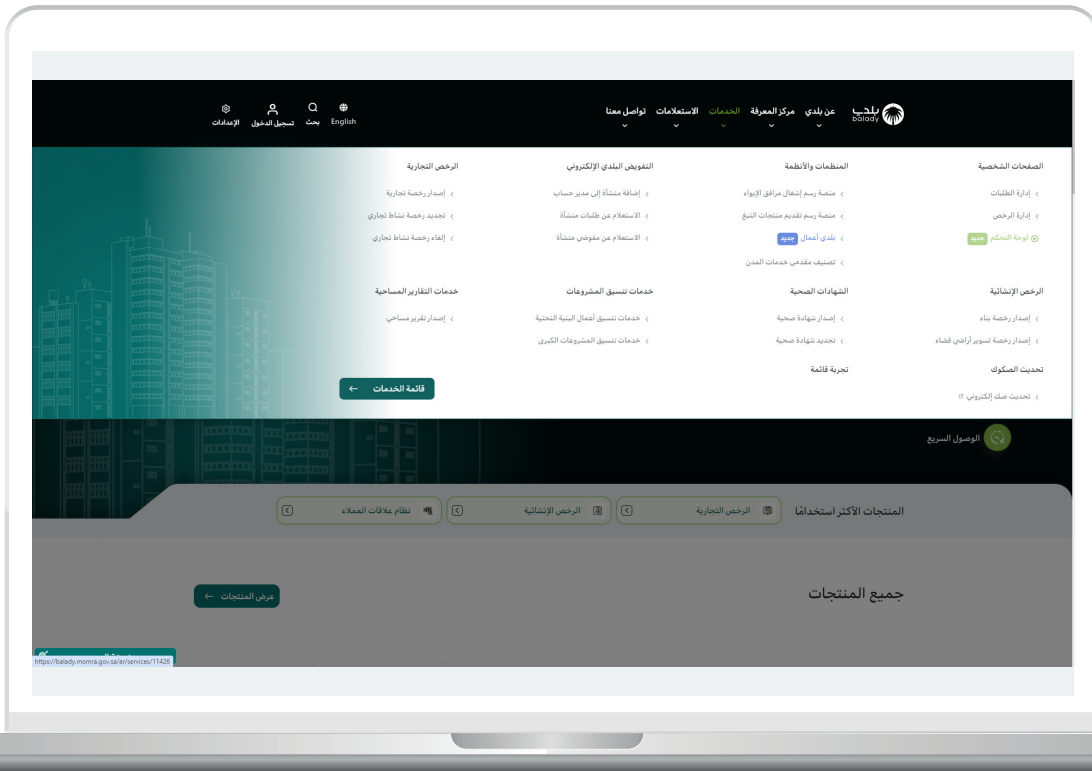 بلدي
balady
عن بلدي
مركز المعرفة
الخدمات
الاستعلامات
تواصل معنا
English
بحث
تسجيل الدخول
الإعدادات
الصفحات الشخصية
إدارة الطلبات
إدارة الرخص
لوحة التحكم جديد
المنظمات والأنظمة
منصة رسم إشغال مرافق الإيواء
منصة رسم تقديم منتجات التبغ
بلدي أعمال جديد
تصنيف مقدمي خدمات المدن
التفويض البلدي الإلكتروني
إضافة منشأة إلى مدير حساب
الاستعلام عن طلبات منشأة
الاستعلام عن مفوضي منشأة
الرخص التجارية
إصدار رخصة تجارية
تجديد رخصة نشاط تجاري
إلغاء رخصة نشاط تجاري
الرخص الإنشائية
إصدار رخصة بناء
إصدار رخصة تسوير أراضي فضاء
الشهادات الصحية
إصدار شهادة صحية
تجديد شهادة صحية
خدمات تنسيق المشروعات
خدمات تنسيق أعمال البنية التحتية
خدمات تنسيق المشروعات الكبرى
خدمات التقارير المساحية
إصدار تقرير مساحي
تحديث الصكوك
تحديث صك إلكتروني
تجربة قائمة
قائمة الخدمات
الوصول السريع
المنتجات الأكثر استخدامًا
الرخص التجارية
الرخص الإنشائية
نظام علاقات العملاء
جميع المنتجات
عرض المنتجات
https://balady.momra.gov.sa/ar/services/11426